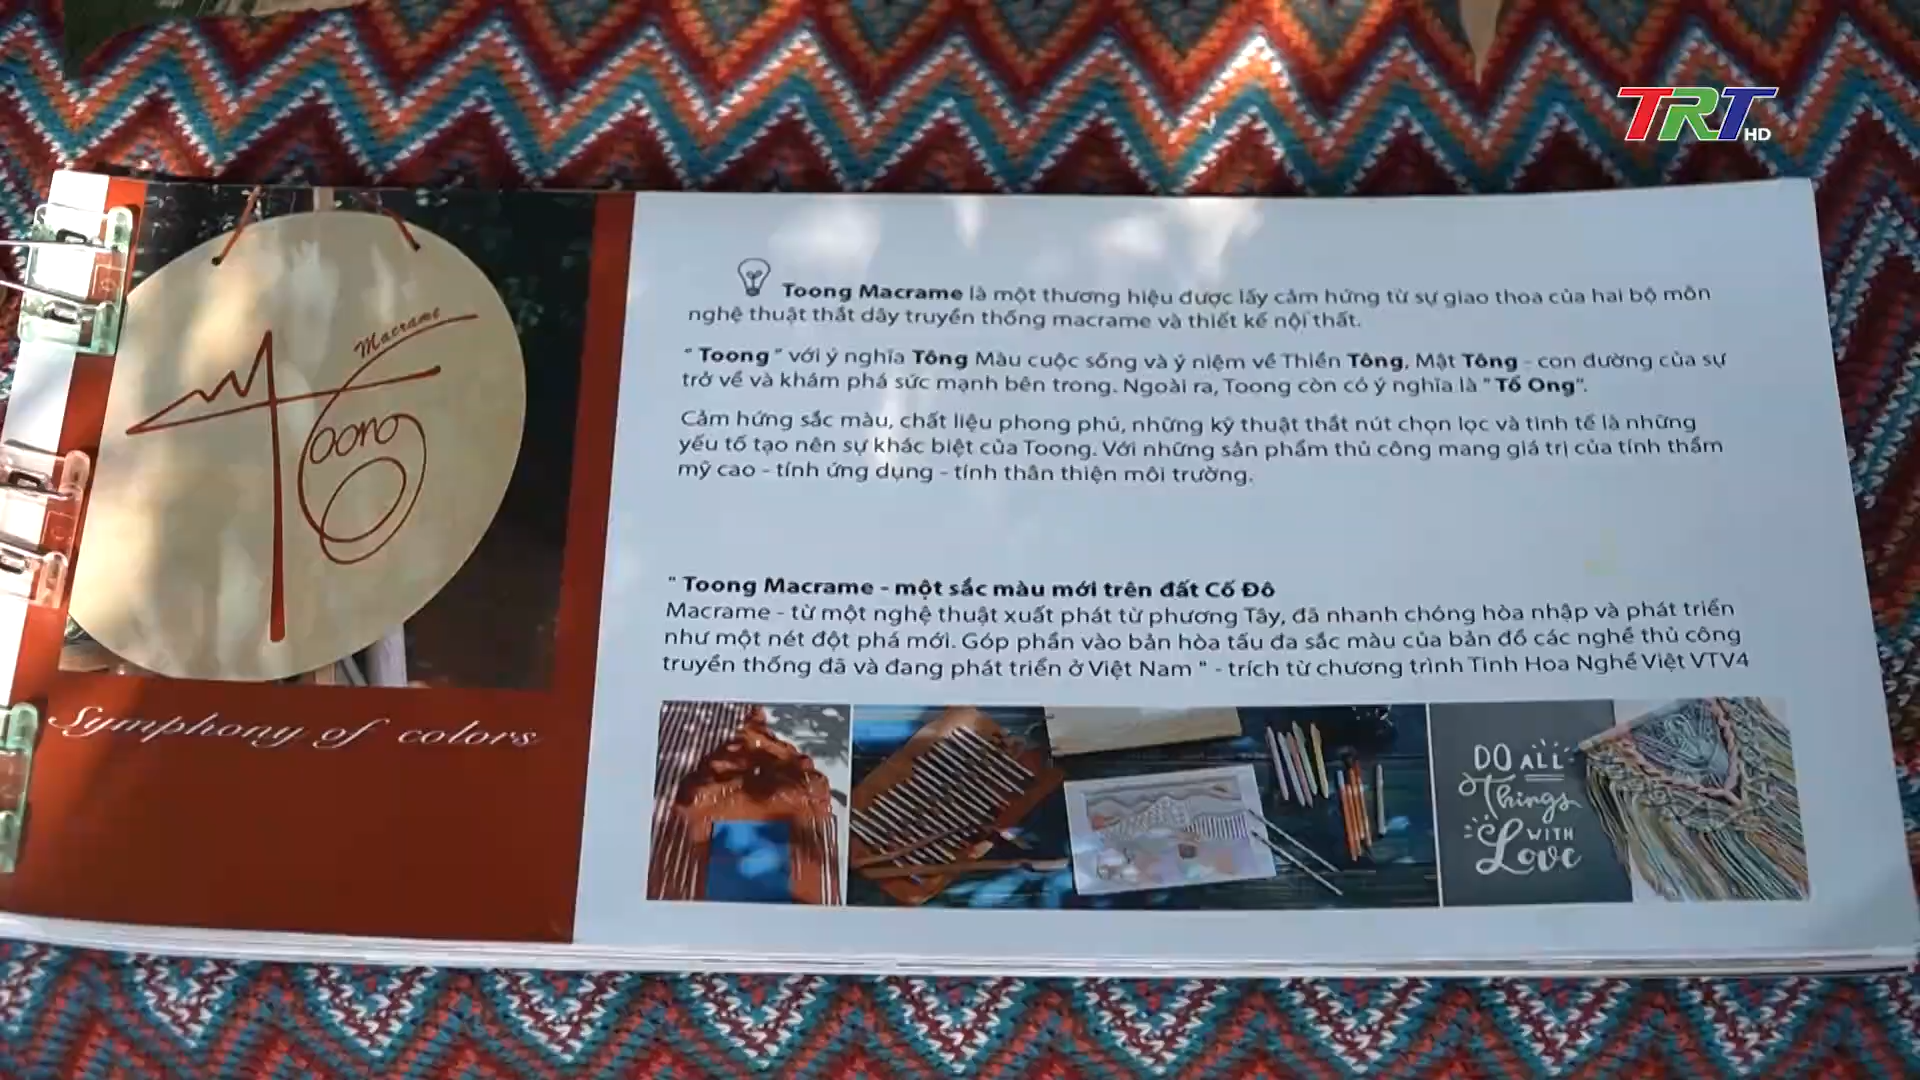 TRT HD
Macrame
Toong
Symphony of colors
Toong Macrame là một thương hiệu được lấy cảm hứng từ sự giao thoa của hai bộ môn
nghệ thuật thắt dây truyền thống macrame và thiết kế nội thất.
" Toong " với ý nghĩa Tông Màu cuộc sống và ý niệm về Thiền Tông, Mật Tông - con đường của sự
trở về và khám phá sức mạnh bên trong. Ngoài ra, Toong còn có ý nghĩa là " Tổ Ong".
Cảm hứng sắc màu, chất liệu phong phú, những kỹ thuật thắt nút chọn lọc và tinh tế là những
yếu tố tạo nên sự khác biệt của Toong. Với những sản phẩm thủ công mang giá trị của tính thẩm
mỹ cao - tính ứng dụng - tính thân thiện môi trường.
" Toong Macrame - một sắc màu mới trên đất Cố Đô
Macrame - từ một nghệ thuật xuất phát từ phương Tây, đã nhanh chóng hòa nhập và phát triển
như một nét đột phá mới. Góp phần vào bản hòa tấu đa sắc màu của bản đồ các nghề thủ công
truyền thống đã và đang phát triển ở Việt Nam " - trích từ chương trình Tinh Hoa Nghề Việt VTV4
DO ALL
Things
WITH
Love